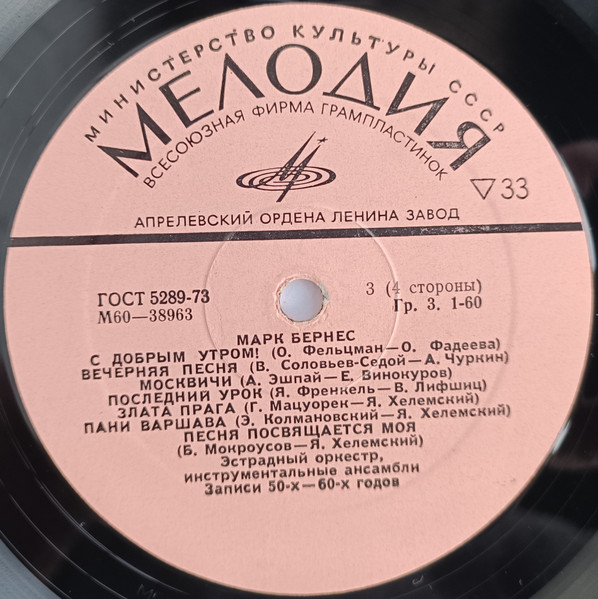 МИНИСТЕРСТВО КУЛЬТУРЫ СССР
МЕЛОДИЯ
ВСЕСОЮЗНАЯ ФИРМА ГРАМПЛАСТИНОК
▽33
АПРЕЛЕВСКИЙ ОРДЕНА ЛЕНИНА ЗАВОД
ГОСТ 5289-73
М60—38963
3 (4 стороны)
Гр. 3. 1-60
МАРК БЕРНЕС
С ДОБРЫМ УТРОМ! (О. Фельцман—О. Фадеева)
ВЕЧЕРНЯЯ ПЕСНЯ (В. Соловьев-Седой—А. Чуркин)
МОСКВИЧИ (А. Эшпай—Е. Винокуров)
ПОСЛЕДНИЙ УРОК (Я. Френкель—В. Лифшиц)
ЗЛАТА ПРАГА (Г. Мацуорек—Я. Хелемский)
ПАНИ ВАРШАВА (Э. Колмановский—Я. Хелемский)
ПЕСНЯ ПОСВЯЩАЕТСЯ МОЯ
(Б. Мокроусов—Я. Хелемский)
Эстрадный оркестр,
инструментальные ансамбли
Записи 50-х—60-х годов